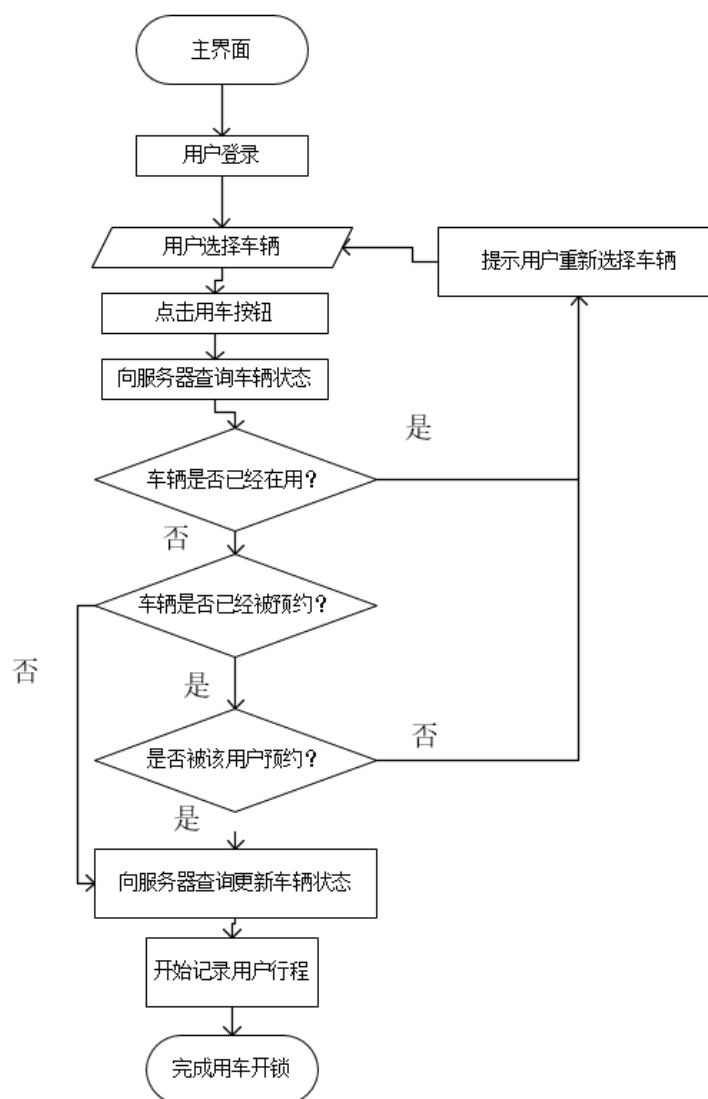 主界面
用户登录
用户选择车辆
提示用户重新选择车辆
点击用车按钮
向服务器查询车辆状态
是
车辆是否已经在用？
否
车辆是否已经被预约？
否
是
否
是否被该用户预约？
是
向服务器查询更新车辆状态
开始记录用户行程
完成用车开锁